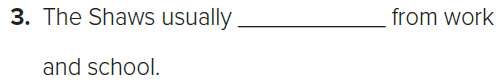 3. The Shaws usually ____________ from work
and school.